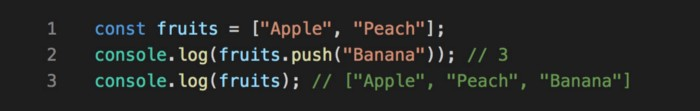 1 const fruits = ["Apple", "Peach"];
2 console.log(fruits.push("Banana")); // 3
3 console.log(fruits); // ["Apple", "Peach", "Banana"]